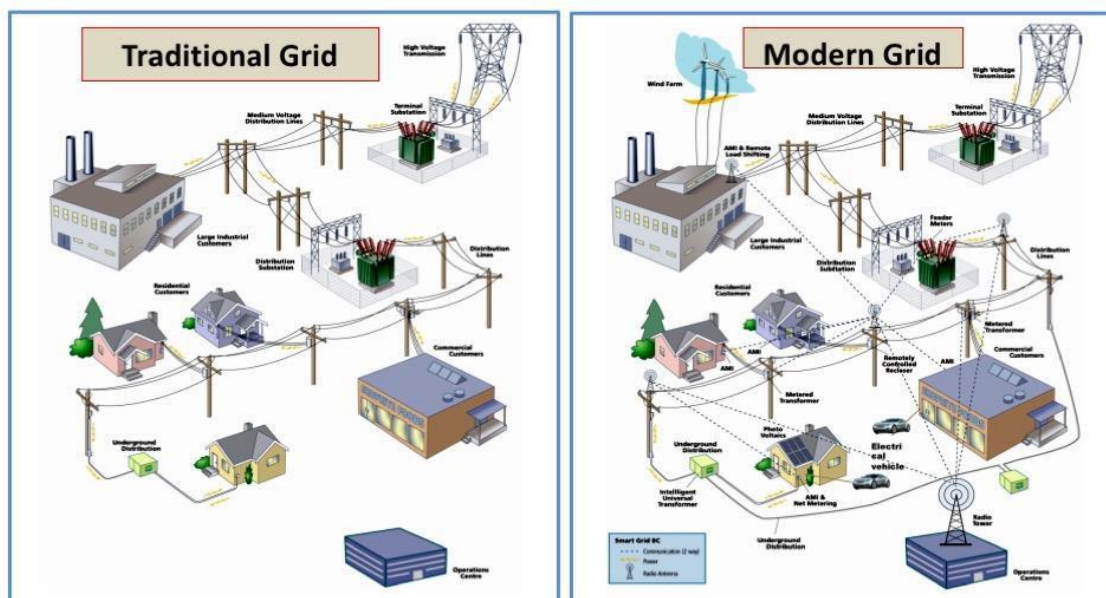 Traditional Grid
High Voltage
Transmission
Terminal
Substation
Medium Voltage
Distribution Lines
Large Industrial
Customers
Distribution
Substation
Distribution
Lines
Residential
Customers
Commercial
Customers
Underground
Distribution
Operations
Centre
Modern Grid
Wind Farm
High Voltage
Transmission
Terminal
Substation
Medium Voltage
Distribution Lines
AMI & Remote
Load Shifting
Large Industrial
Customers
Feeder
Meters
Distribution
Substation
Distribution
Lines
Residential
Customers
Metered
Transformer
Commercial
Customers
AMI
AMI
AMI
Remotely
Controlled
Recloser
Metered
Transformer
Photo
Voltaics
Underground
Distribution
Electri
cal
vehicle
Intelligent
Universal
Transformer
AMI &
Net Metering
Radio
Tower
Underground
Distribution
Smart Grid BC
Communication (2 way)
Power
Radio Antenna
Operations
Centre